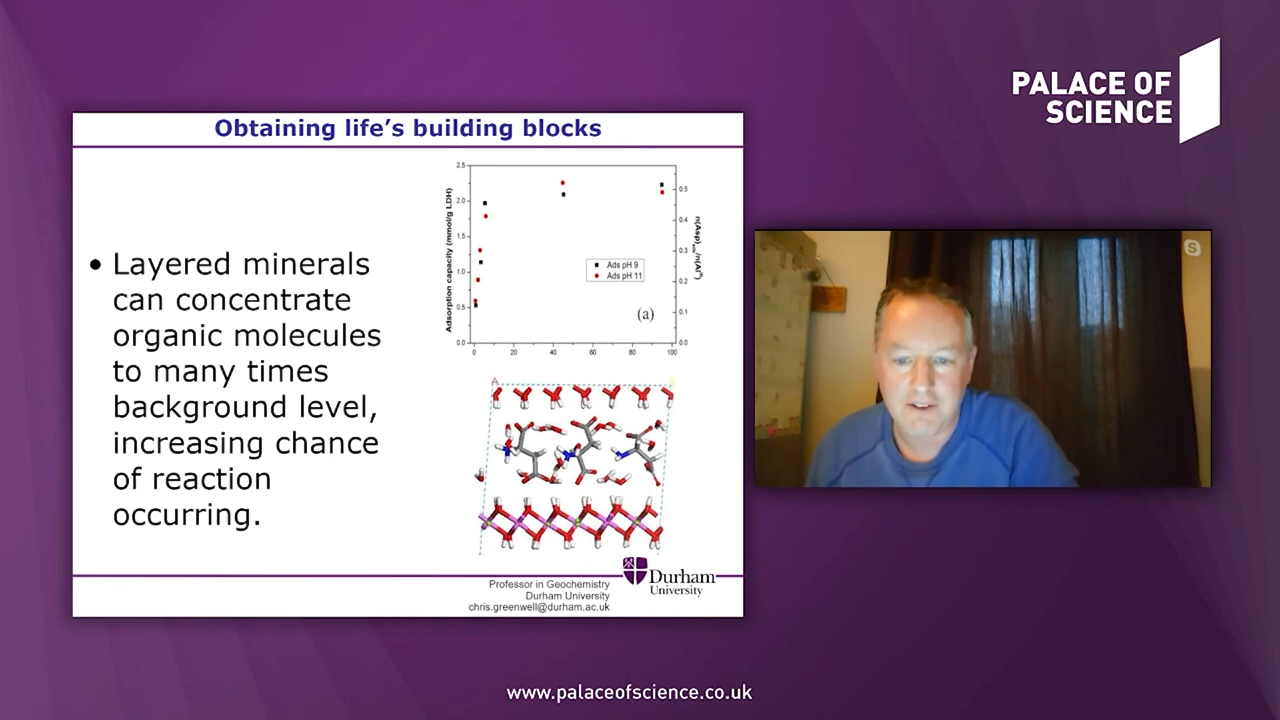 PALACE OF
SCIENCE
Obtaining life’s building blocks
• Layered minerals
can concentrate
organic molecules
to many times
background level,
increasing chance
of reaction
occurring.
Adsorption capacity (mmol/g LDH)
2.5
2.0
1.5
1.0
0.5
0.0
0.5
0.4
0.3
0.2
0.1
0.0
Ads pH 9
Ads pH 11
(a)
0 20 40 60 80 100
A
Professor in Geochemistry
Durham University
chris.greenwell@durham.ac.uk
Durham
University
www.palaceofscience.co.uk